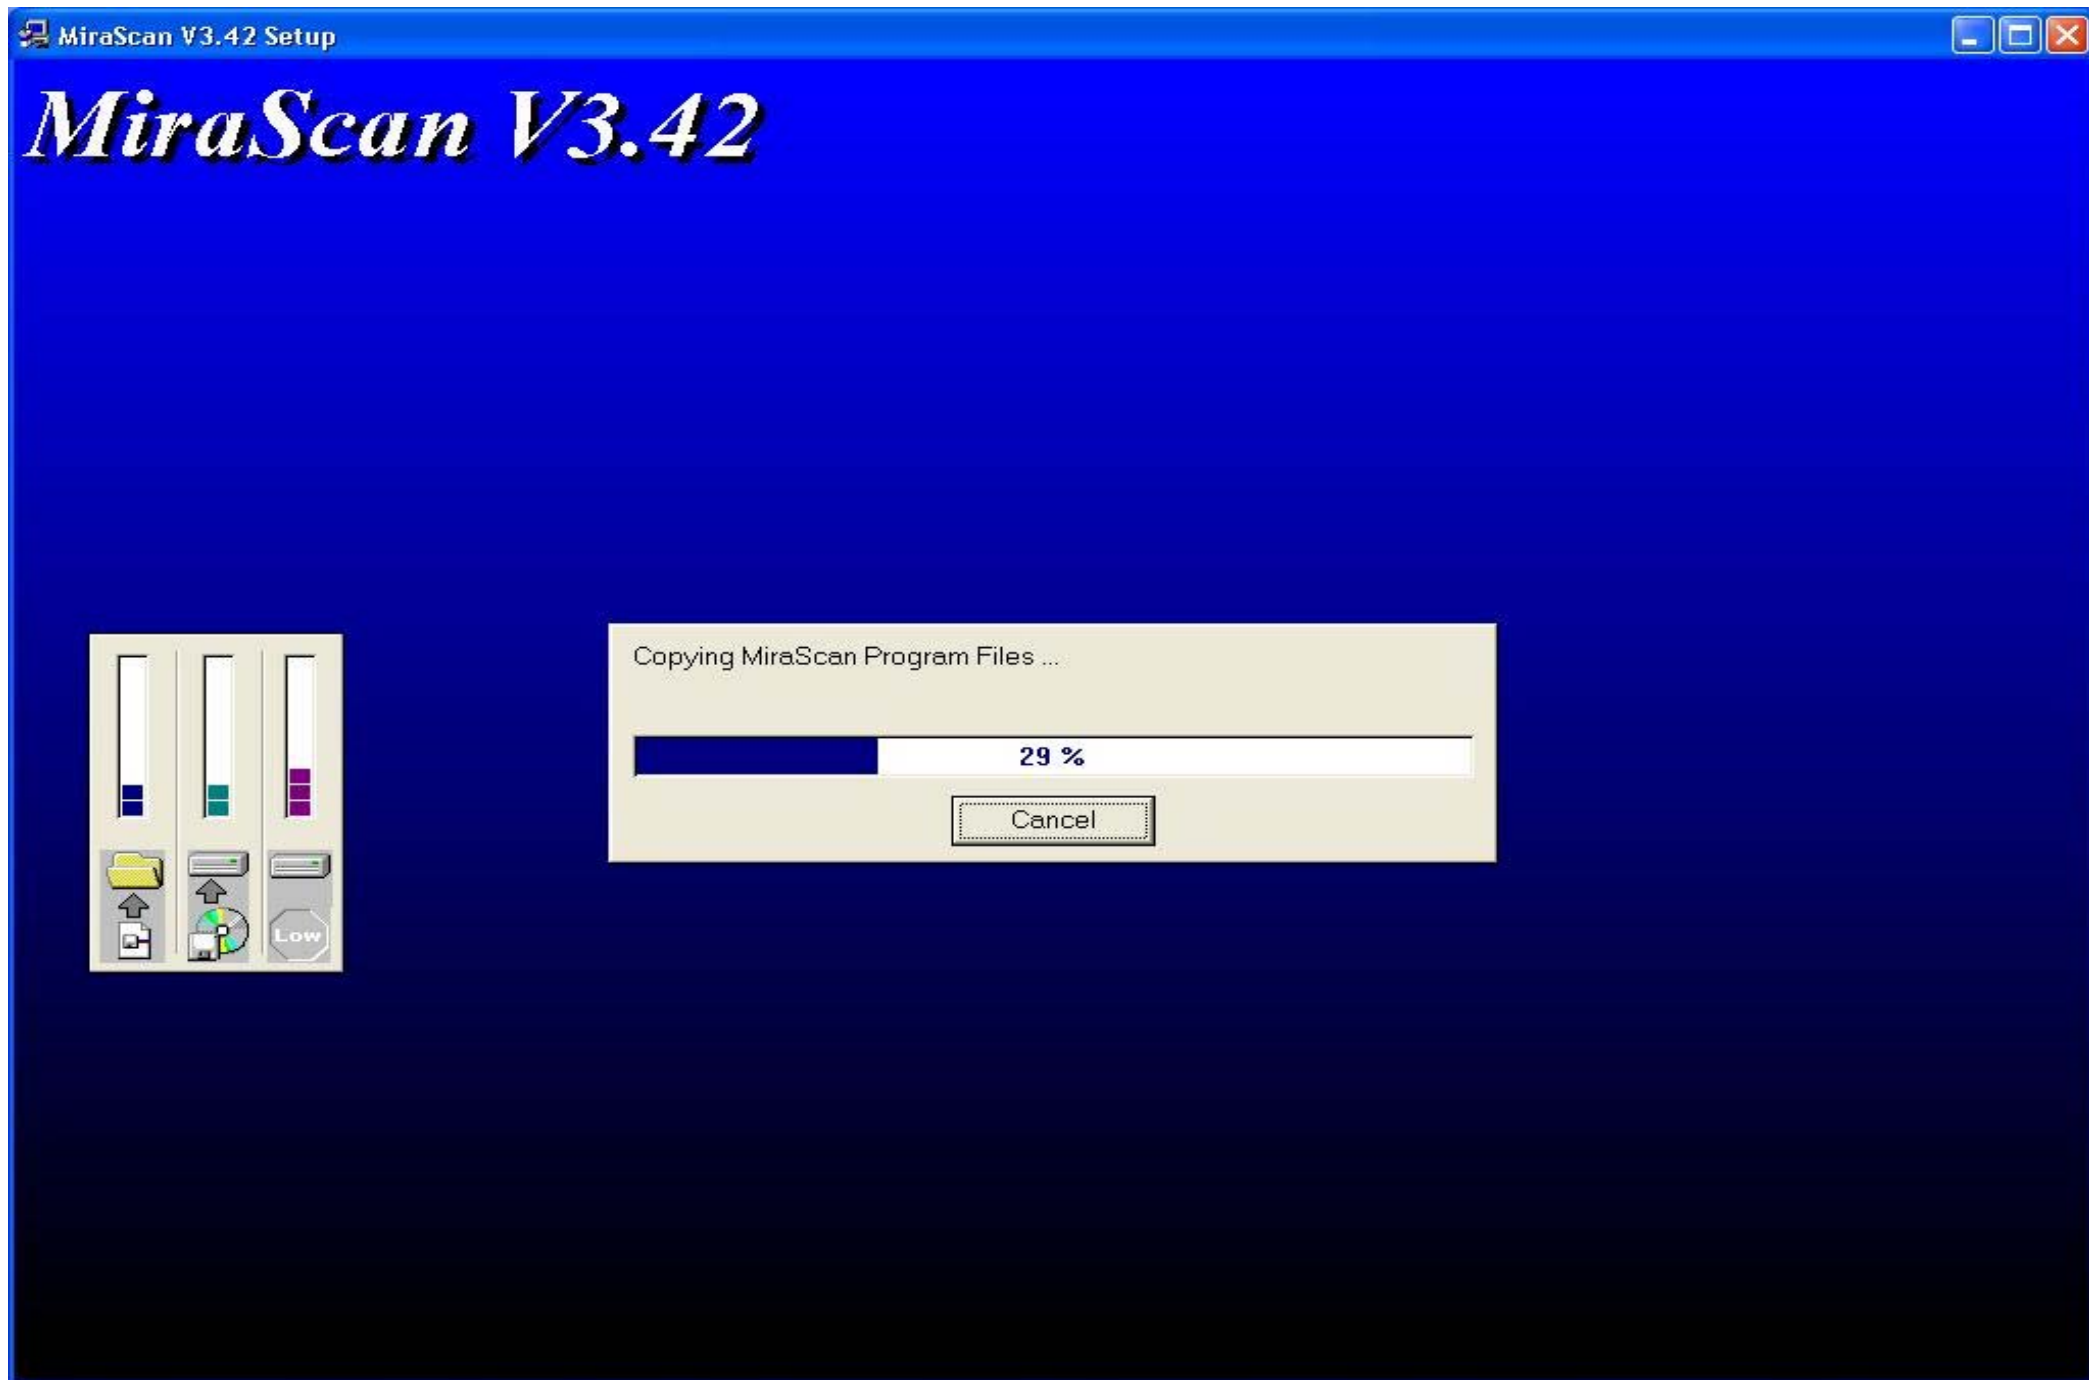 MiraScan V3.42 Setup
MiraScan V3.42
Copying MiraScan Program Files ...
29 %
Cancel
Low